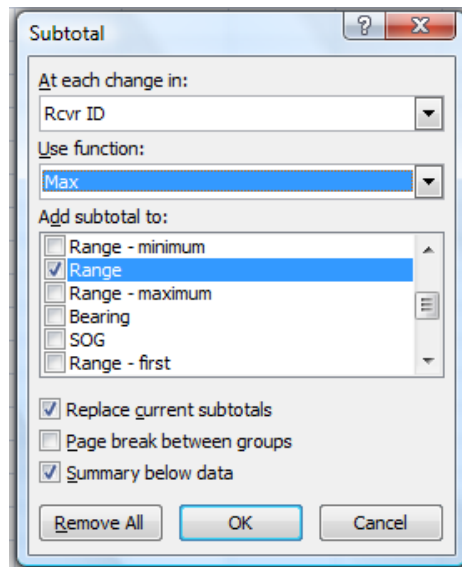 Subtotal
?
At each change in:
Rcvr ID
Use function:
Max
Add subtotal to:
Range - minimum
Range
Range - maximum
Bearing
SOG
Range - first
Replace current subtotals
Page break between groups
Summary below data
Remove All OK Cancel